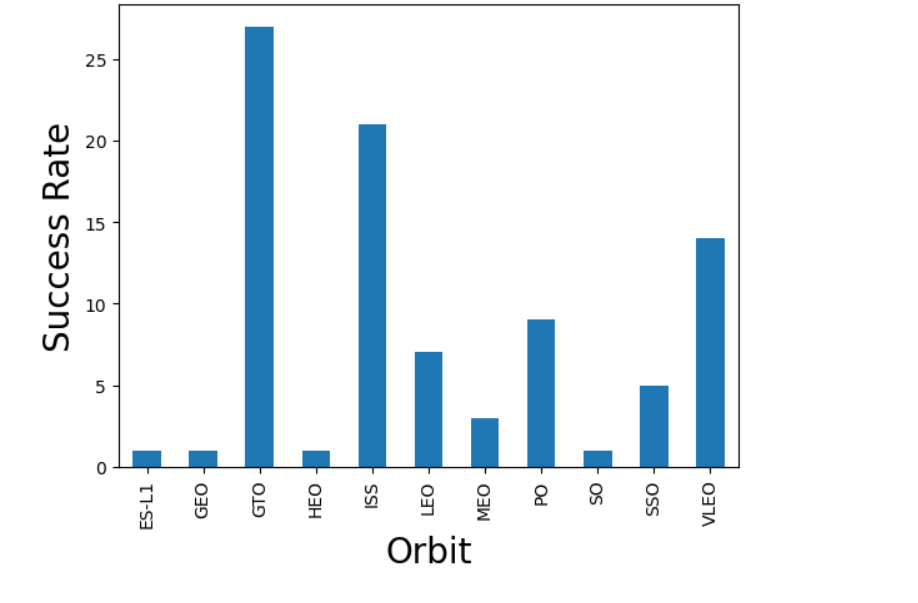 25
20
15
10
5
0
Success Rate
ES-L1
GEO
GTO
HEO
ISS
LEO
MEO
PO
SO
SSO
VLEO
Orbit